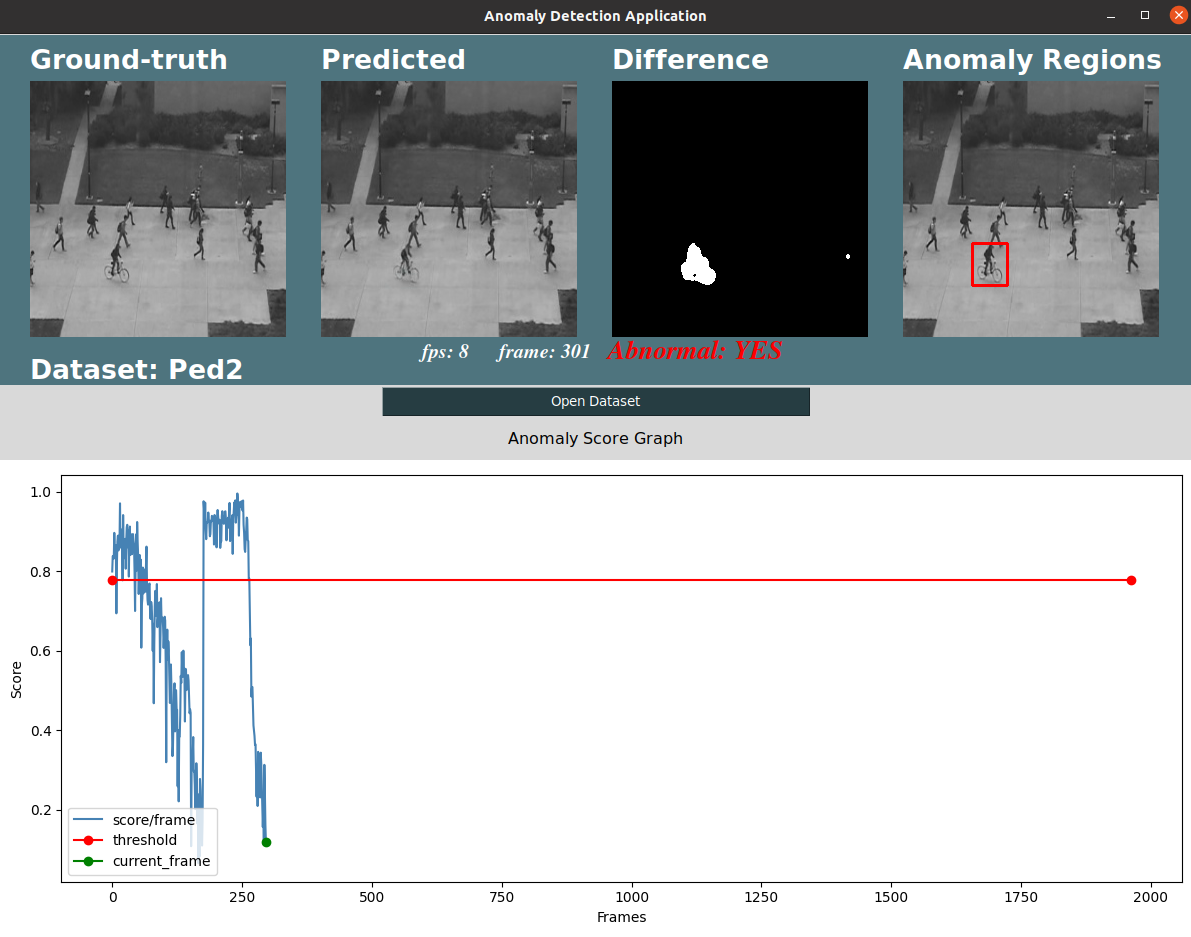 Anomaly Detection Application
Ground-truth
Predicted
Difference
Anomaly Regions
fps: 8
frame: 301
Abnormal: YES
Dataset: Ped2
Open Dataset
Anomaly Score Graph
1.0
0.8
0.6
0.4
0.2
Score
score/frame
threshold
current_frame
0
250
500
750
1000
1250
1500
1750
2000
Frames